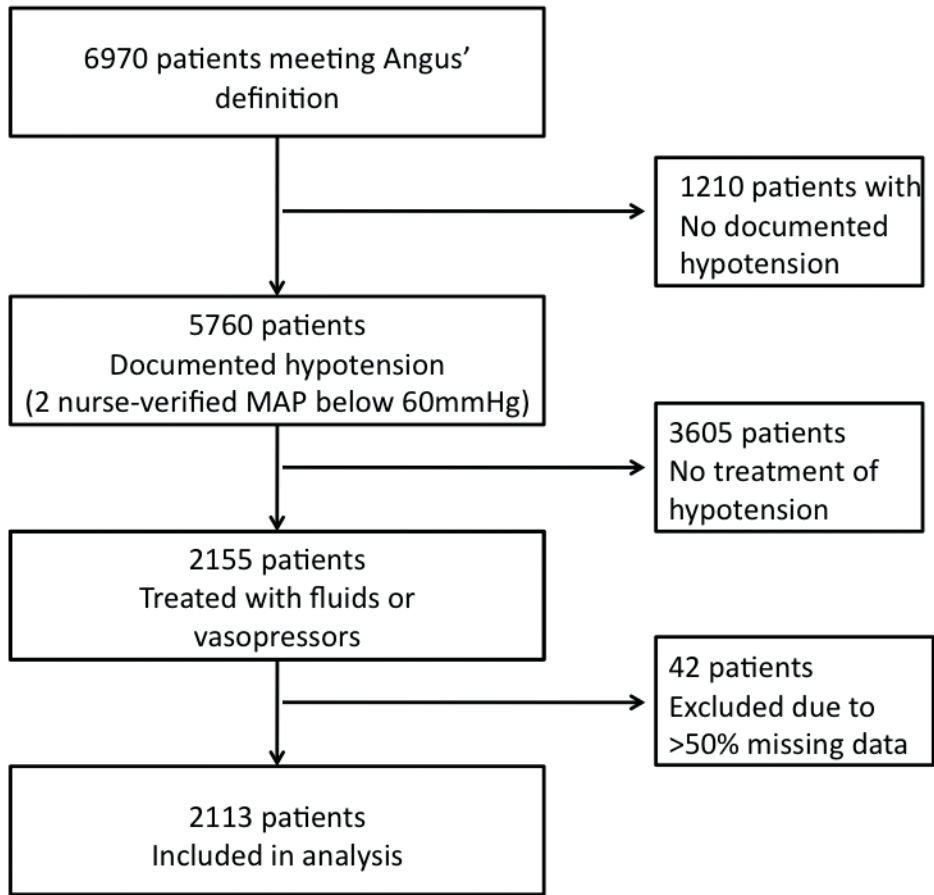 6970 patients meeting Angus’
definition
1210 patients with
No documented
hypotension
5760 patients
Documented hypotension
(2 nurse-verified MAP below 60mmHg)
3605 patients
No treatment of
hypotension
2155 patients
Treated with fluids or
vasopressors
42 patients
Excluded due to
>50% missing data
2113 patients
Included in analysis